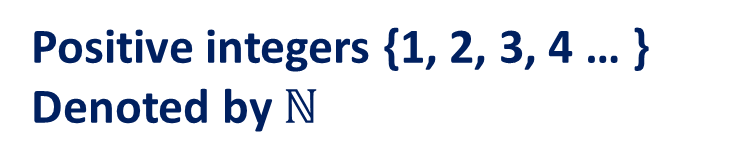 Positive integers {1, 2, 3, 4 … }
Denoted by ℕ